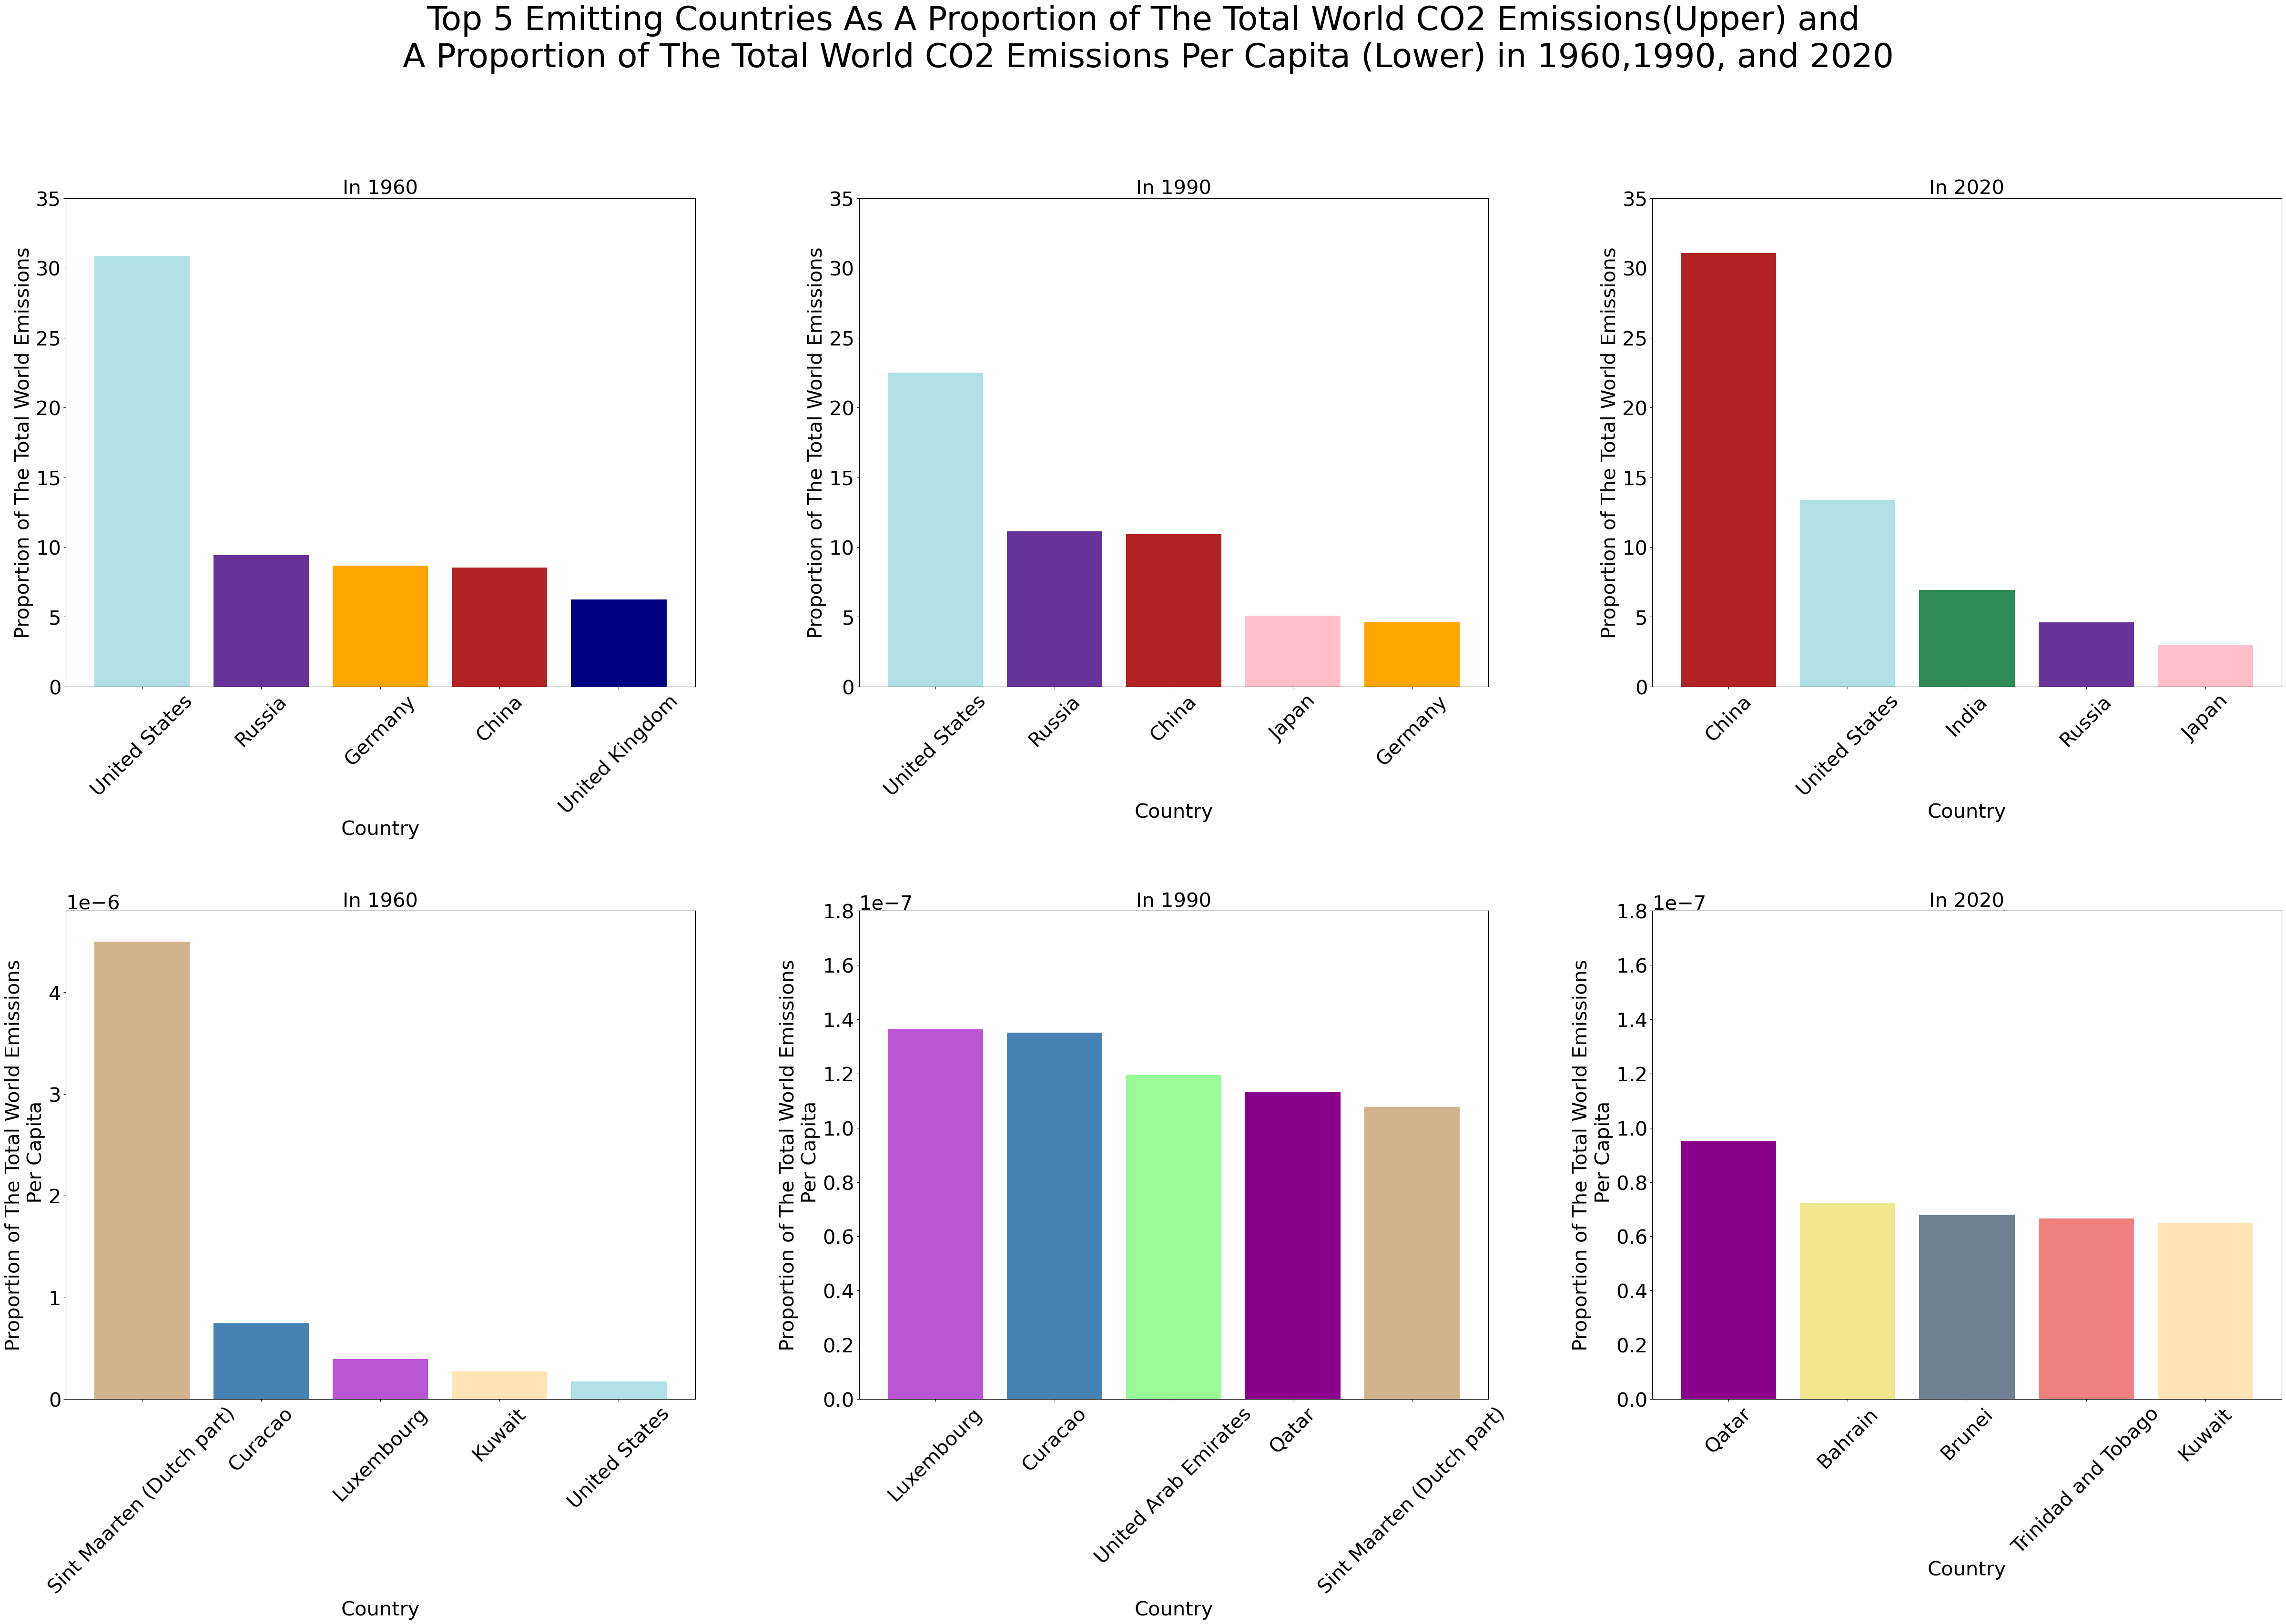 Top 5 Emitting Countries As A Proportion of The Total World CO2 Emissions(Upper) and
A Proportion of The Total World CO2 Emissions Per Capita (Lower) in 1960,1990, and 2020
In 1960
35
30
25
20
15
10
5
0
Proportion of The Total World Emissions
United States
Russia
Germany
China
United Kingdom
Country
In 1990
35
30
25
20
15
10
5
0
Proportion of The Total World Emissions
United States
Russia
China
Japan
Germany
Country
In 2020
35
30
25
20
15
10
5
0
Proportion of The Total World Emissions
China
United States
India
Russia
Japan
Country
1e−6
In 1960
4
3
2
1
0
Proportion of The Total World Emissions
Per Capita
Sint Maarten (Dutch part)
Curacao
Luxembourg
Kuwait
United States
Country
1e−7
In 1990
1.8
1.6
1.4
1.2
1.0
0.8
0.6
0.4
0.2
0.0
Proportion of The Total World Emissions
Per Capita
Luxembourg
Curacao
United Arab Emirates
Qatar
Sint Maarten (Dutch part)
Country
1e−7
In 2020
1.8
1.6
1.4
1.2
1.0
0.8
0.6
0.4
0.2
0.0
Proportion of The Total World Emissions
Per Capita
Qatar
Bahrain
Brunei
Trinidad and Tobago
Kuwait
Country